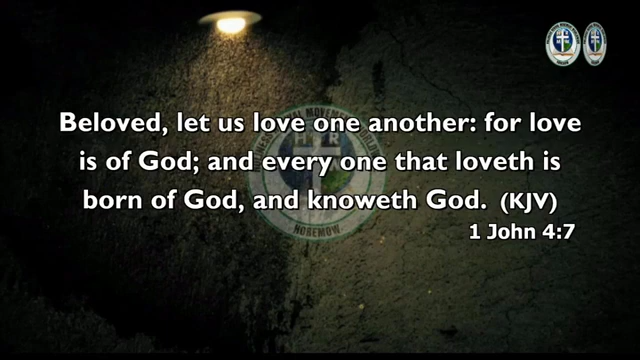 Beloved, let us love one another: for love
is of God; and every one that loveth is
born of God, and knoweth God. (KJV)
1 John 4:7
HOREMOW